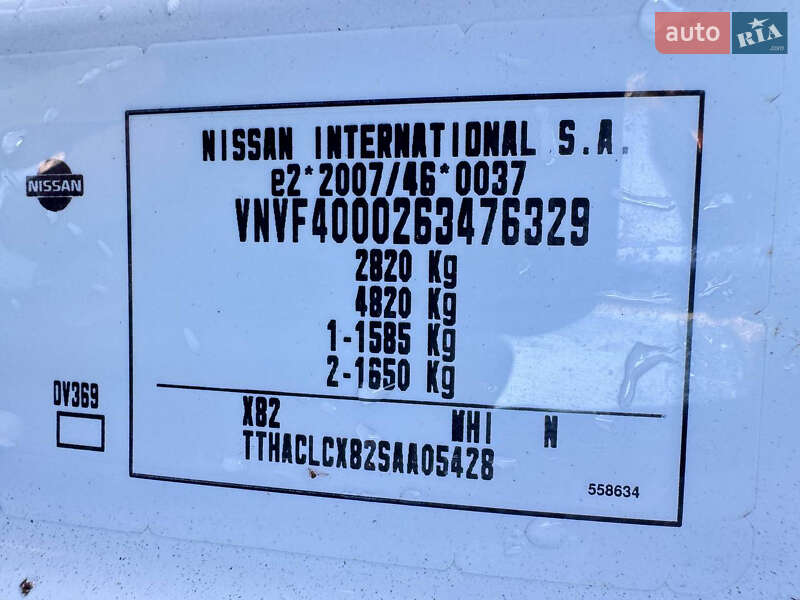 auto RIA .com
NISSAN INTERNATIONAL S.A.
e2*2007/46*0037
NISSAN
VNVF4000263476329
2820 Kg
4820 Kg
1-1585 Kg
2-1650 Kg
DV369
X82 WHI N
TTHACLCX82SAA05428
558634